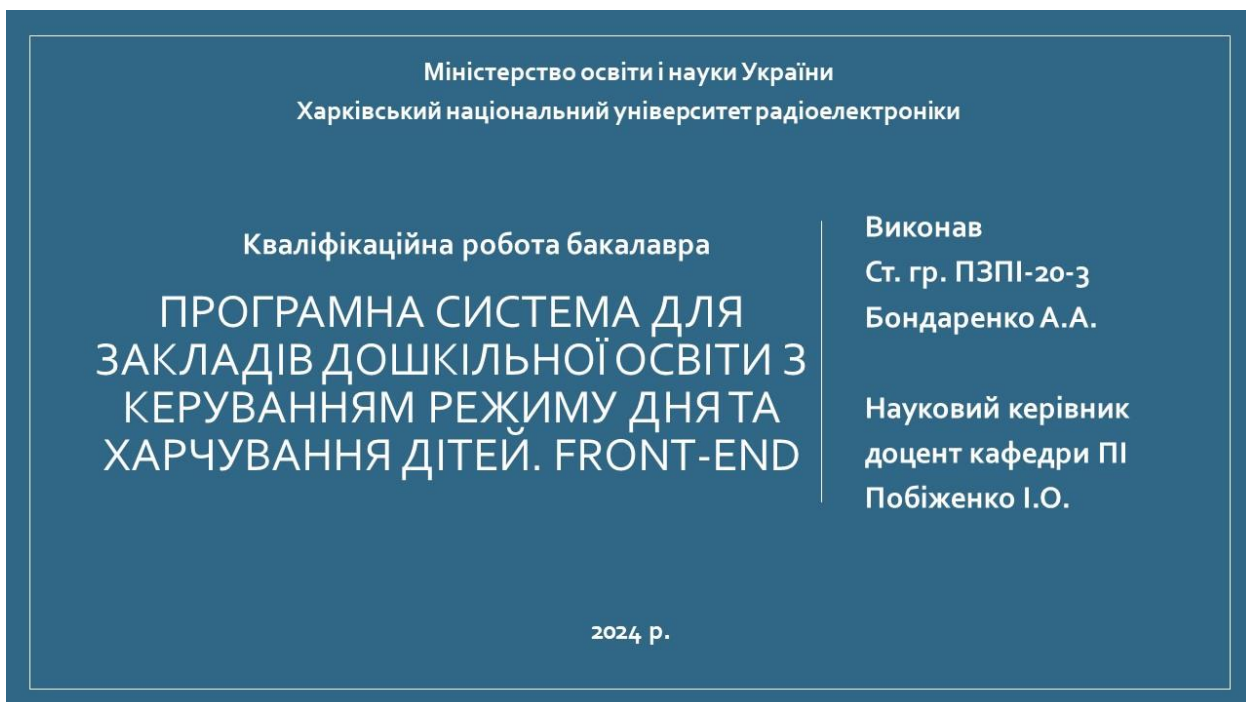 Міністерство освіти і науки України
Харківський національний університет радіоелектроніки
Кваліфікаційна робота бакалавра
ПРОГРАМНА СИСТЕМА ДЛЯ
ЗАКЛАДІВ ДОШКІЛЬНОЇ ОСВІТИ З
КЕРУВАННЯМ РЕЖИМУ ДНЯ ТА
ХАРЧУВАННЯ ДІТЕЙ. FRONT-END
Виконав
Ст. гр. ПЗПІ-20-3
Бондаренко А.А.
Науковий керівник
доцент кафедри ПІ
Побіженко І.О.
2024 р.